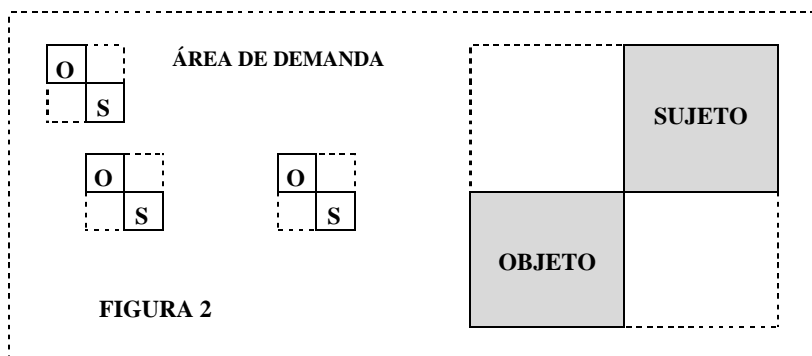 O
S
ÁREA DE DEMANDA
SUJETO
O
S
O
S
OBJETO
FIGURA 2